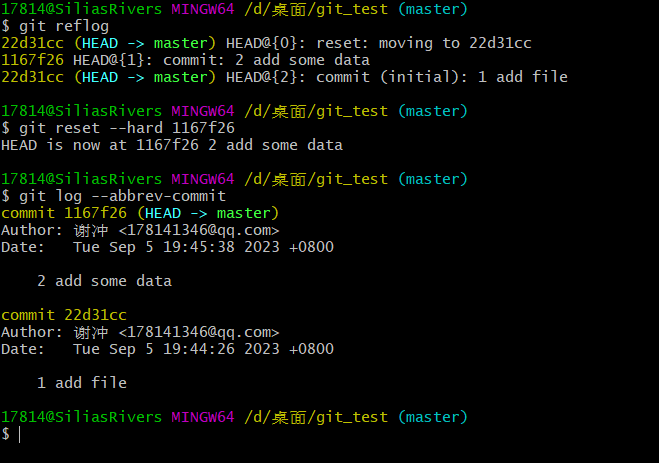 17814@SiliasRivers MINGW64 /d/桌面/git_test (master)
$ git reflog
22d31cc (HEAD -> master) HEAD@{0}: reset: moving to 22d31cc
1167f26 HEAD@{1}: commit: 2 add some data
22d31cc (HEAD -> master) HEAD@{2}: commit (initial): 1 add file
17814@SiliasRivers MINGW64 /d/桌面/git_test (master)
$ git reset --hard 1167f26
HEAD is now at 1167f26 2 add some data
17814@SiliasRivers MINGW64 /d/桌面/git_test (master)
$ git log --abbrev-commit
commit 1167f26 (HEAD -> master)
Author: 谢冲 <178141346@qq.com>
Date:   Tue Sep 5 19:45:38 2023 +0800
    2 add some data
commit 22d31cc
Author: 谢冲 <178141346@qq.com>
Date:   Tue Sep 5 19:44:26 2023 +0800
    1 add file
17814@SiliasRivers MINGW64 /d/桌面/git_test (master)
$